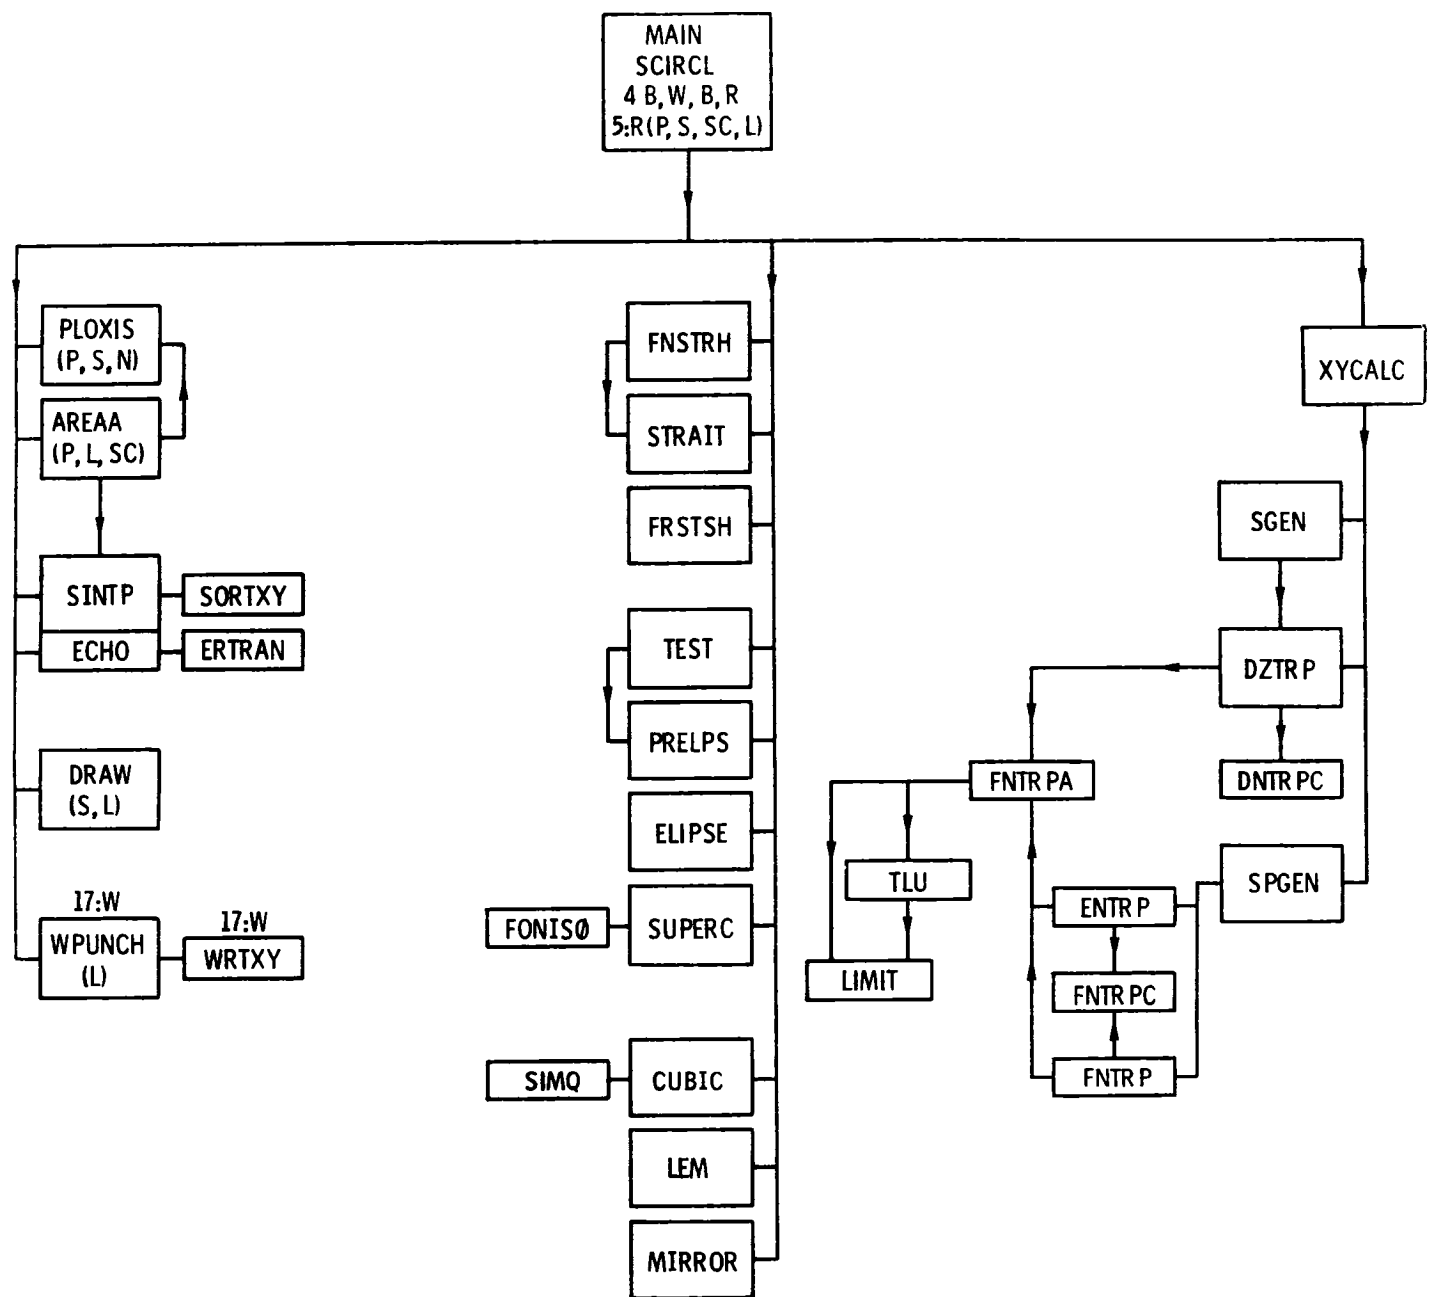 MAIN
SCIRCL
4 B, W, B, R
5:R(P, S, SC, L)
PLOXIS
(P, S, N)
AREAA
(P, L, SC)
SINTP
SORTXY
ECHO
ERTRAN
DRAW
(S, L)
17:W
WPUNCH
(L)
17:W
WRTXY
FNSTRH
STRAIT
FRSTSH
TEST
PRELPS
ELIPSE
FONISØ
SUPERC
SIMQ
CUBIC
LEM
MIRROR
XYCALC
SGEN
DZTRP
DNTRPC
FNTRPA
TLU
LIMIT
SPGEN
ENTRP
FNTRPC
FNTRP